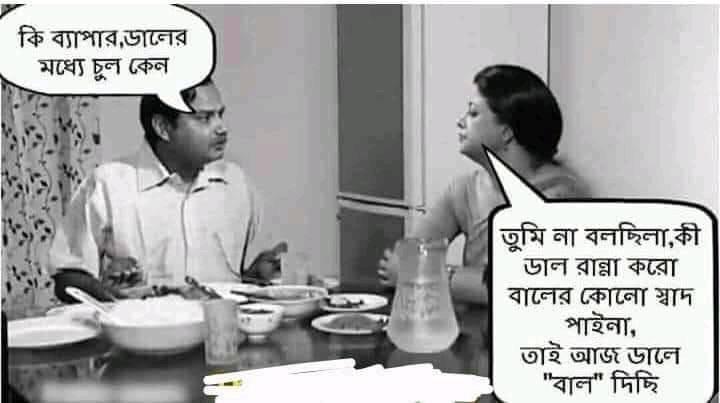 কি ব্যাপার,ডালের
মধ্যে চুল কেন
তুমি না বলছিলা,কী
ডাল রান্না করো
বালের কোনো স্বাদ
পাইনা,
তাই আজ ডালে
"বাল" দিছি